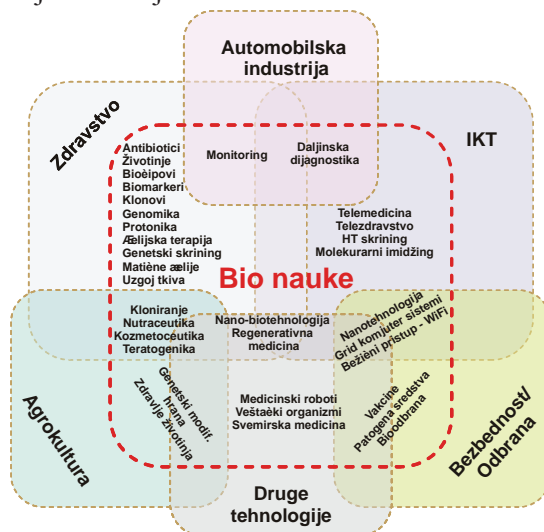 Automobilska
industrija
Zdravstvo
IKT
Antibiotici
Životinje
Bioèipovi
Biomarkeri
Klonovi
Genomika
Protonika
Æelijska terapija
Genetski skrining
Matiène æelije
Uzgoj tkiva
Monitoring
Daljinska
dijagnostika
Telemedicina
Telezdravstvo
HT skrining
Molekurarni imidžing
Bio nauke
Kloniranje
Nutraceutika
Kozmetoceutika
Teratogenika
Nano-biotehnologija
Regenerativna
medicina
Nanotehnologija
Grid komjuter sistemi
Bežièni pristup - WiFi
Genetski modif.
hrana
Zdravlje životinja
Medicinski roboti
Veštaèki organizmi
Svemirska medicina
Vakcine
Patogena sredstva
Bioodbrana
Agrokultura
Druge
tehnologije
Bezbednost/
Odbrana